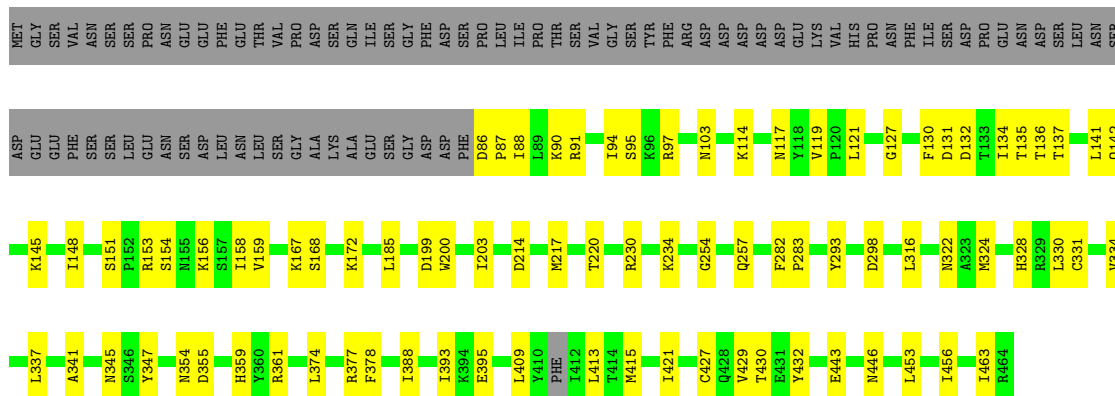 MET GLY SER VAL ASN SER SER PRO ASN GLU GLU PHE GLU THR VAL PRO ASP SER GLN ILE SER GLY PHE ASP SER PRO LEU ILE ILE PRO THR SER VAL GLY SER TYR PHE ARG ASP ASP ASP ASP GLU LYS VAL HIS PRO ASN PHE ILE SER ASP PRO GLU ASN ASP SER LEU ASN SER
ASP GLU GLU PHE SER SER LEU GLU ASN SER ASP LEU ASN LEU SER GLY ALA LYS ALA GLU SER GLY ASP ASP PHE D86 P87 I88 L89 K90 R91 I94 S95 K96 R97 N103 K114 N117 Y118 V119 P120 L121 G127 F130 D131 D132 T133 I134 T135 T136 T137 L141
K145 I148 S151 P152 R153 S154 N155 K156 S157 I158 V159 K167 S168 K172 L185 D199 W200 I203 D214 M217 T220 R230 K234 G254 Q257 F282 P283 Y293 D298 L316 N322 A323 M324 H328 R329 L330 C331
L337 A341 N345 S346 Y347 N354 D355 H359 Y360 R361 L374 R377 F378 I388 I393 K394 E395 L409 Y410 PHE I412 L413 T414 M415 I421 C427 Q428 V429 T430 E431 Y432 E443 N446 L453 I456 I463 R464